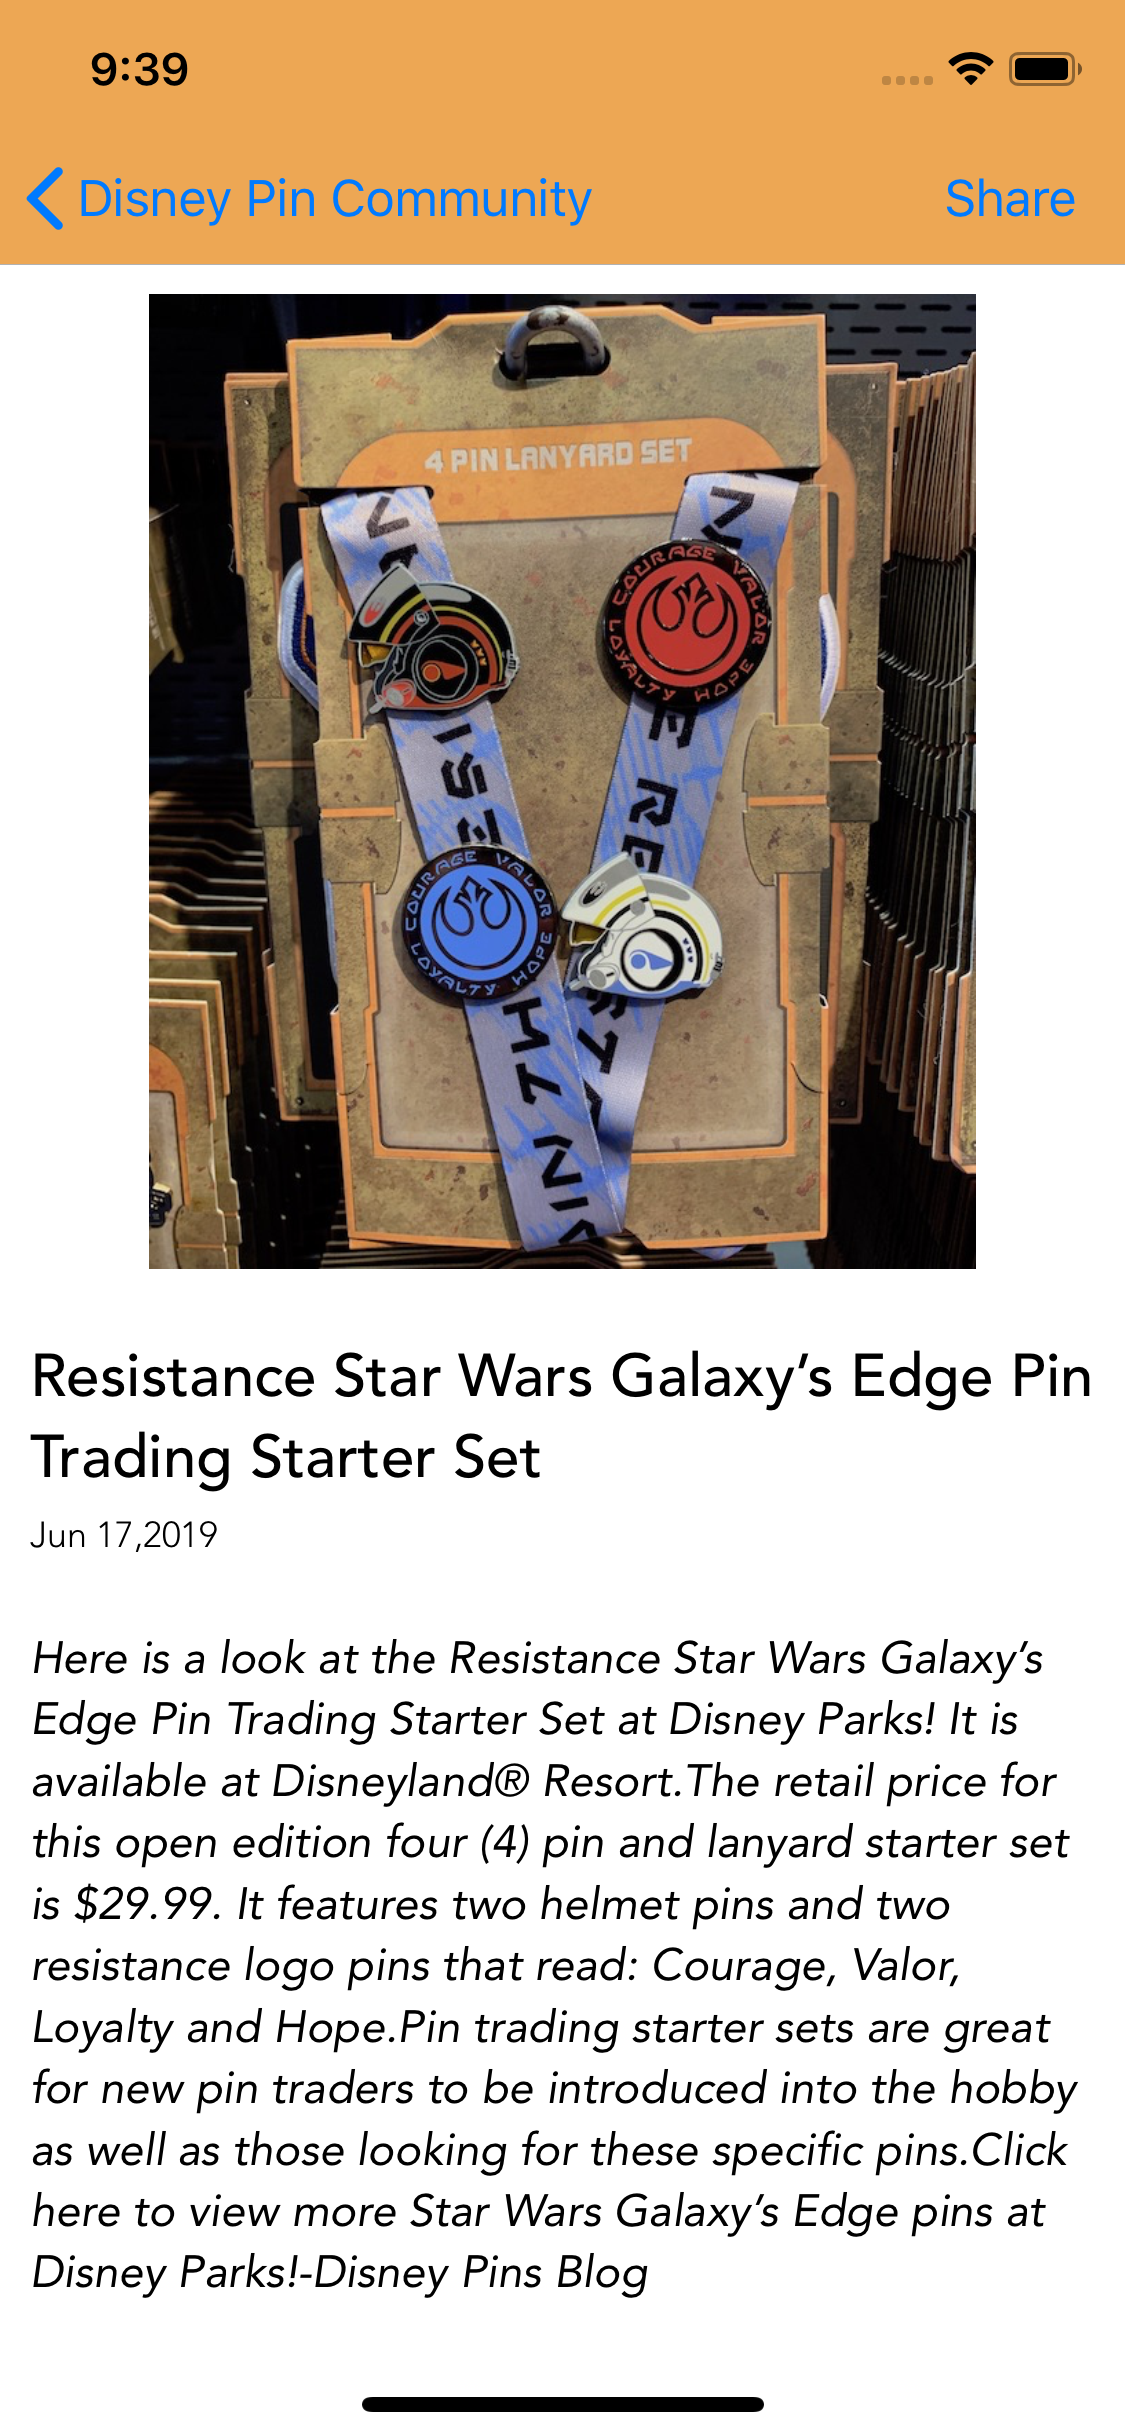 9:39
Disney Pin Community
Share
4 PIN LANYARD SET
COURAGE VALOR
LOYALTY HOPE
COURAGE VALOR
LOYALTY HOPE
Resistance Star Wars Galaxy’s Edge Pin
Trading Starter Set
Jun 17,2019
Here is a look at the Resistance Star Wars Galaxy’s
Edge Pin Trading Starter Set at Disney Parks! It is
available at Disneyland® Resort.The retail price for
this open edition four (4) pin and lanyard starter set
is $29.99. It features two helmet pins and two
resistance logo pins that read: Courage, Valor,
Loyalty and Hope.Pin trading starter sets are great
for new pin traders to be introduced into the hobby
as well as those looking for these specific pins.Click
here to view more Star Wars Galaxy’s Edge pins at
Disney Parks!-Disney Pins Blog